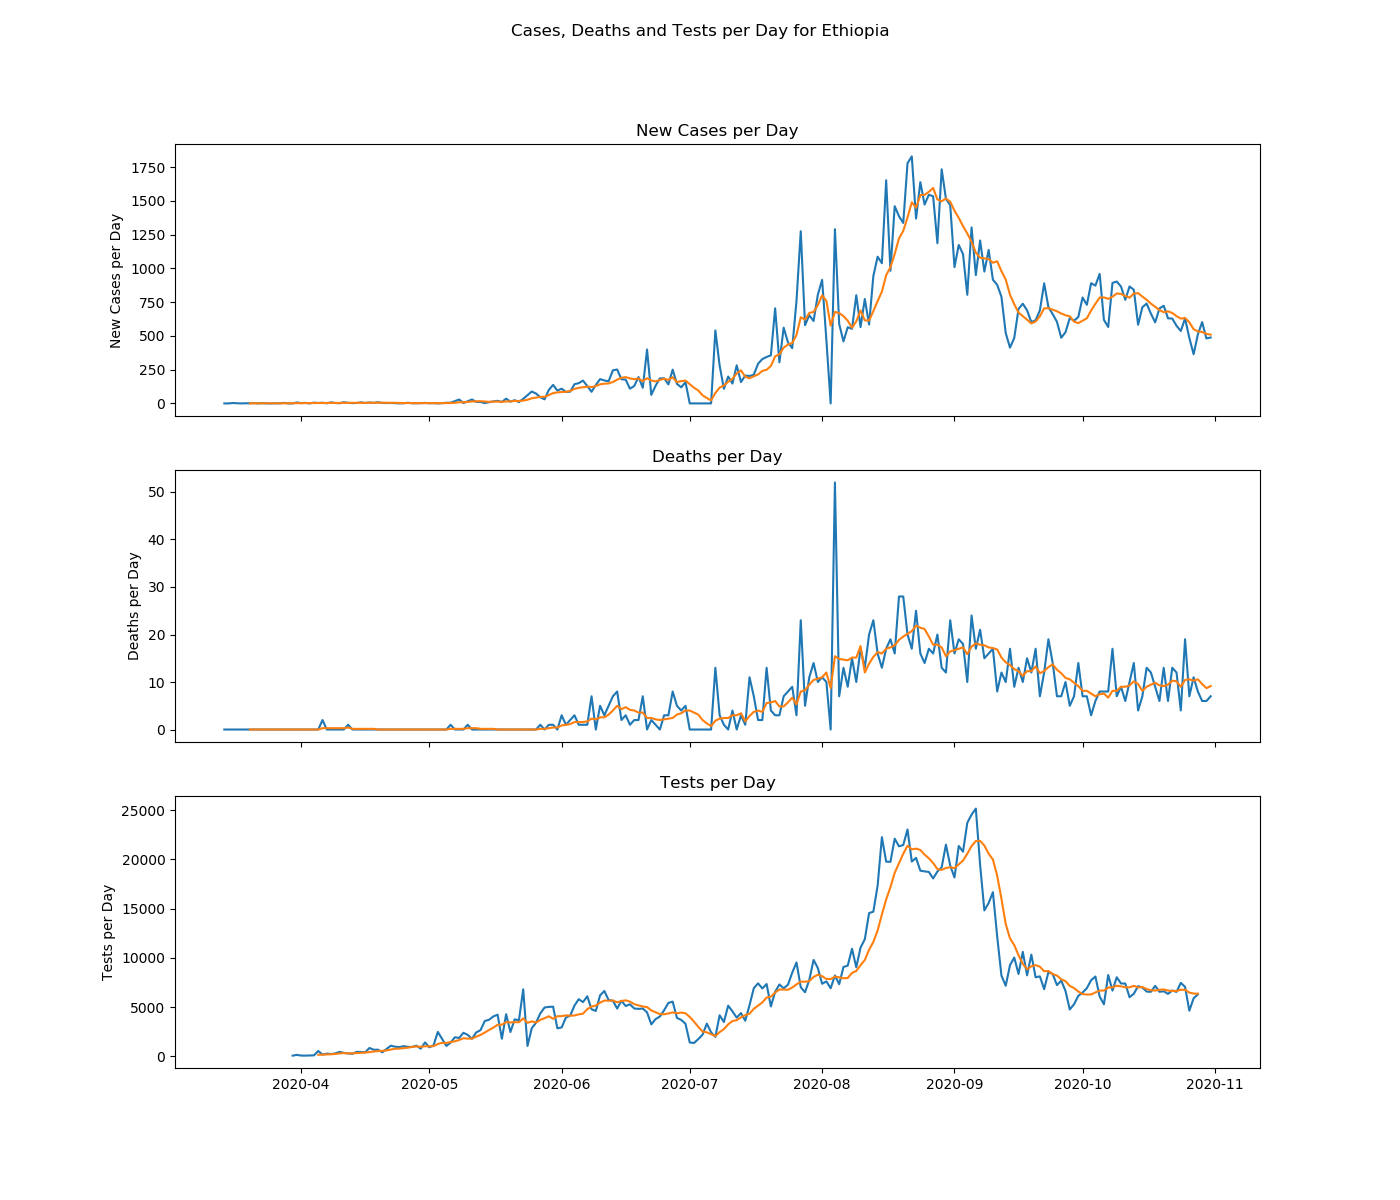 Cases, Deaths and Tests per Day for Ethiopia
New Cases per Day
New Cases per Day
1750
1500
1250
1000
750
500
250
0
Deaths per Day
Deaths per Day
50
40
30
20
10
0
Tests per Day
Tests per Day
25000
20000
15000
10000
5000
0
2020-04 2020-05 2020-06 2020-07 2020-08 2020-09 2020-10 2020-11